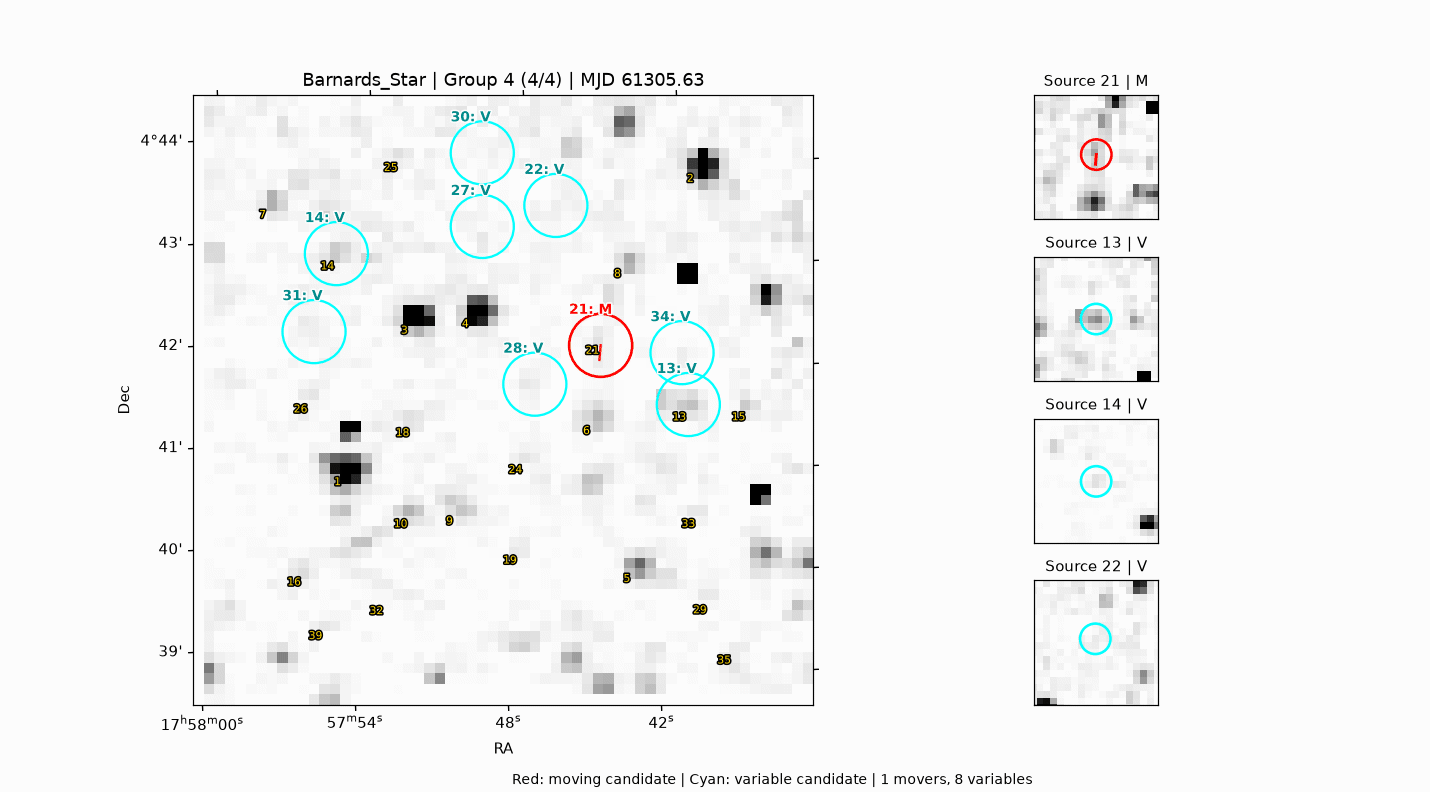 Barnards_Star | Group 4 (4/4) | MJD 61305.63
Source 21 | M
30: V
4°44'
25
22: V
2
27: V
7
14: V
Source 13 | V
43'
14
8
31: V
21: M
34: V
3
4
42'
28: V
21
13: V
Source 14 | V
Dec
26
13
15
18
6
41'
24
1
10
9
33
40'
19
Source 22 | V
16
5
32
29
39
39'
35
17h58m00s
57m54s
48s
42s
RA
Red: moving candidate | Cyan: variable candidate | 1 movers, 8 variables